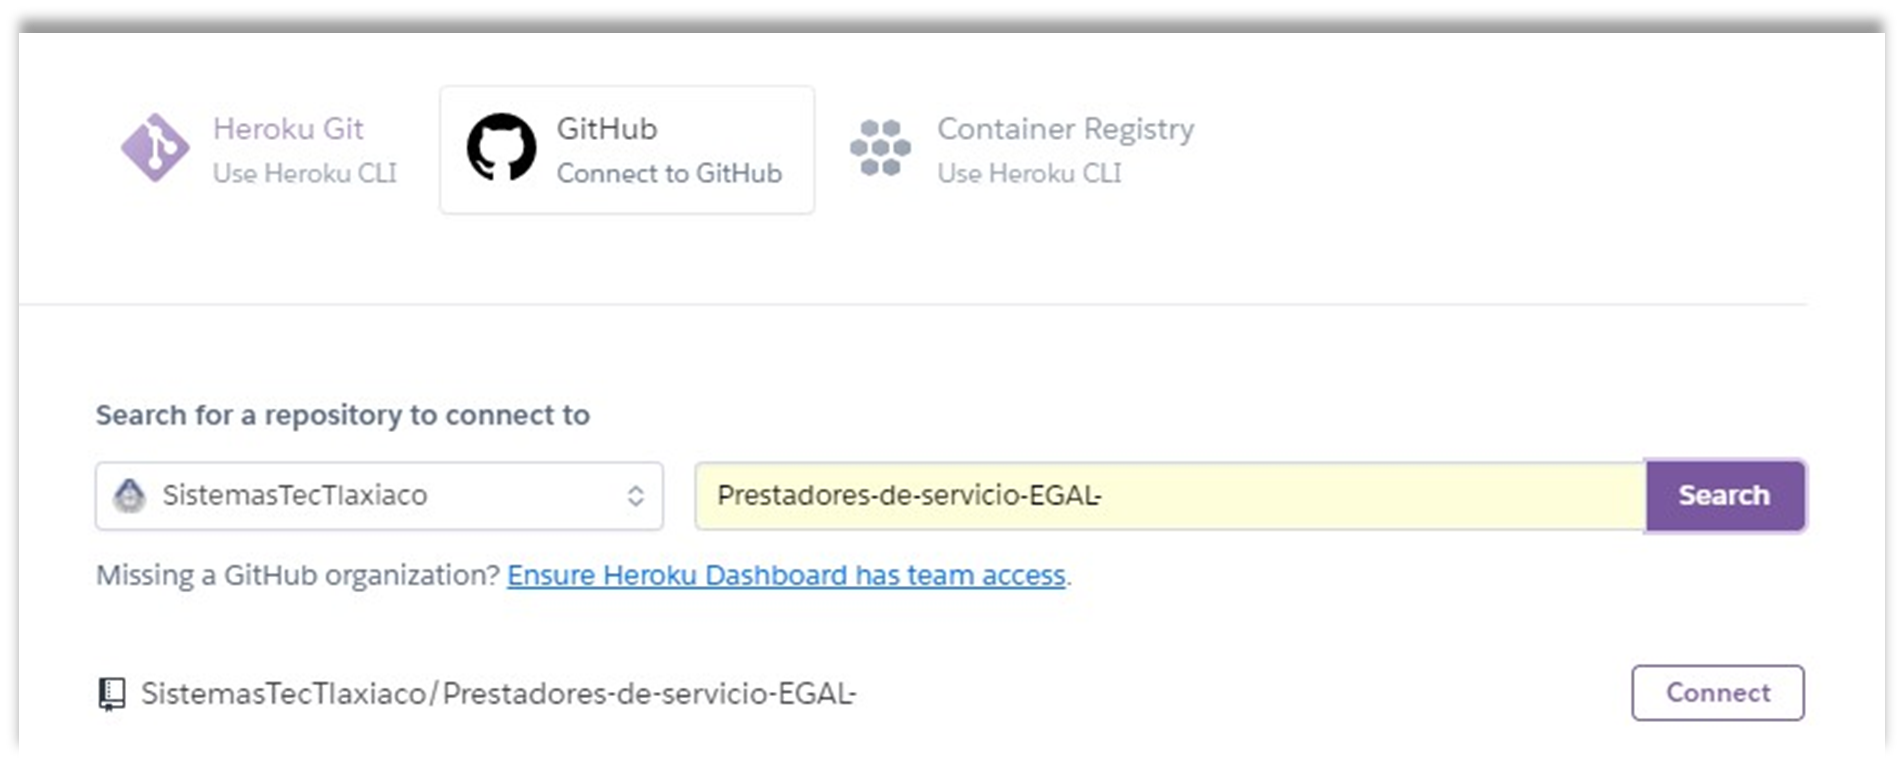 Heroku Git
Use Heroku CLI
GitHub
Connect to GitHub
Container Registry
Use Heroku CLI
Search for a repository to connect to
SistemasTecTlaxiaco
Prestadores-de-servicio-EGAL-
Search
Missing a GitHub organization? Ensure Heroku Dashboard has team access.
SistemasTecTlaxiaco/Prestadores-de-servicio-EGAL-
Connect